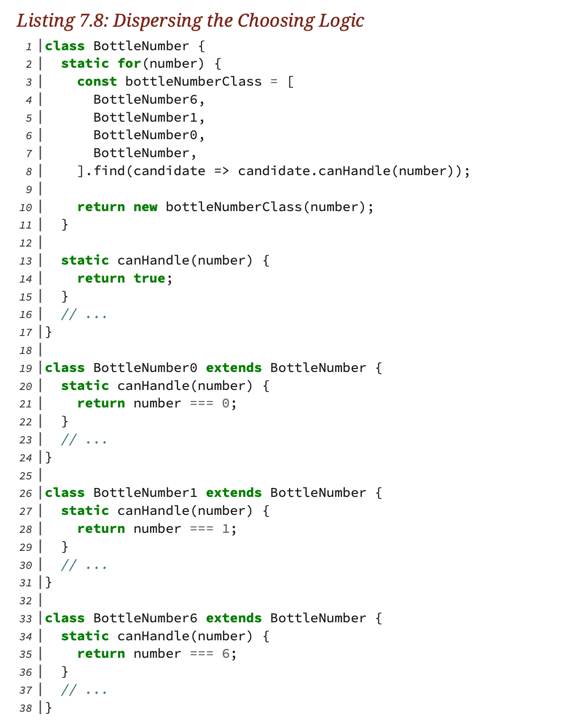 Listing 7.8: Dispersing the Choosing Logic
1 |class BottleNumber {
2 |  static for(number) {
3 |    const bottleNumberClass = [
4 |      BottleNumber6,
5 |      BottleNumber1,
6 |      BottleNumber0,
7 |      BottleNumber,
8 |    ].find(candidate => candidate.canHandle(number));
9 |
10 |    return new bottleNumberClass(number);
11 |  }
12 |
13 |  static canHandle(number) {
14 |    return true;
15 |  }
16 |  // ...
17 |}
18 |
19 |class BottleNumber0 extends BottleNumber {
20 |  static canHandle(number) {
21 |    return number === 0;
22 |  }
23 |  // ...
24 |}
25 |
26 |class BottleNumber1 extends BottleNumber {
27 |  static canHandle(number) {
28 |    return number === 1;
29 |  }
30 |  // ...
31 |}
32 |
33 |class BottleNumber6 extends BottleNumber {
34 |  static canHandle(number) {
35 |    return number === 6;
36 |  }
37 |  // ...
38 |}